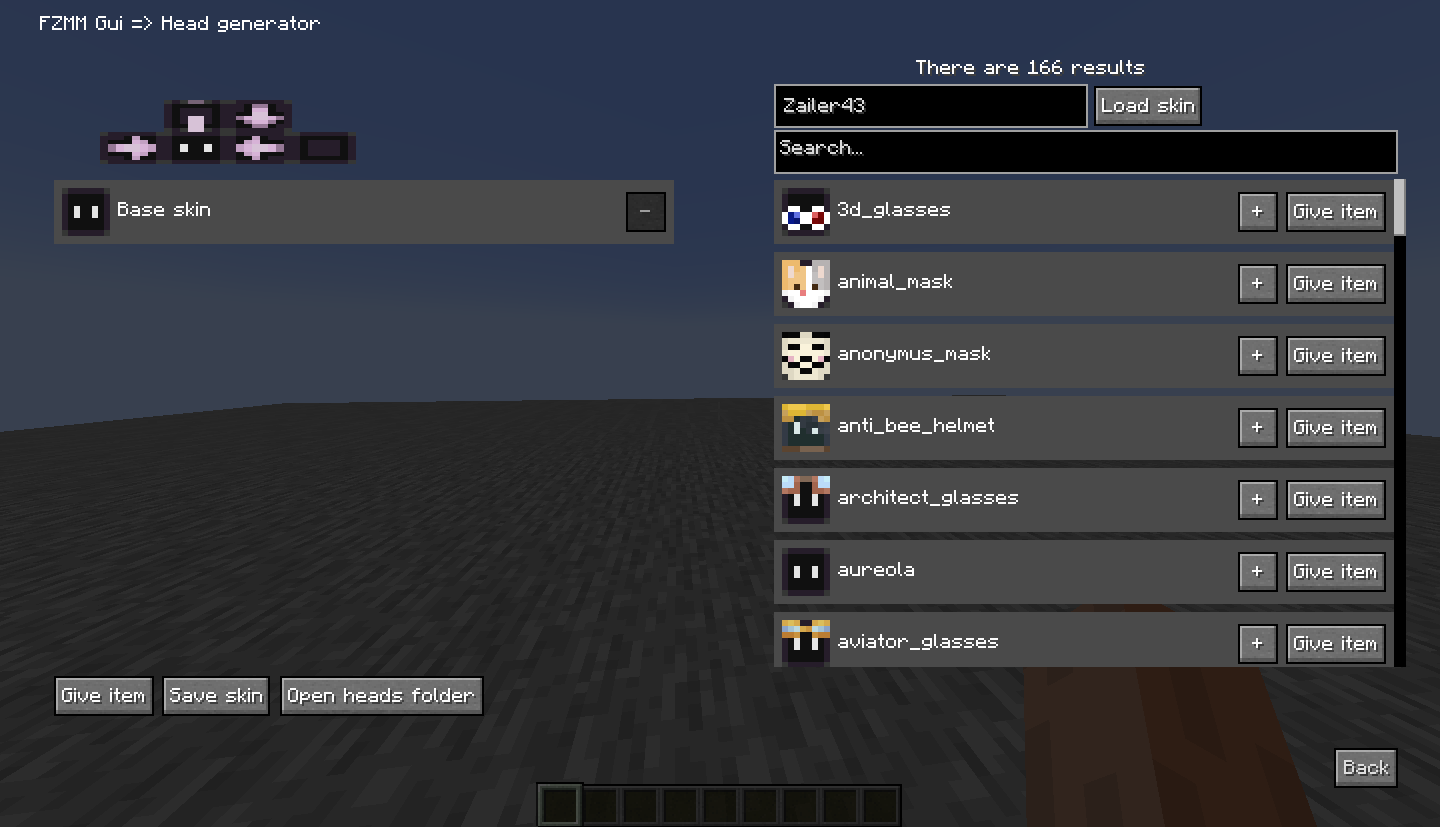 FZMM Gui => Head generator
There are 166 results
Zailer43
Load skin
Search...
Base skin
-
3d_glasses
+
Give item
animal_mask
+
Give item
anonymus_mask
+
Give item
anti_bee_helmet
+
Give item
architect_glasses
+
Give item
aureola
+
Give item
aviator_glasses
+
Give item
Give item
Save skin
Open heads folder
Back